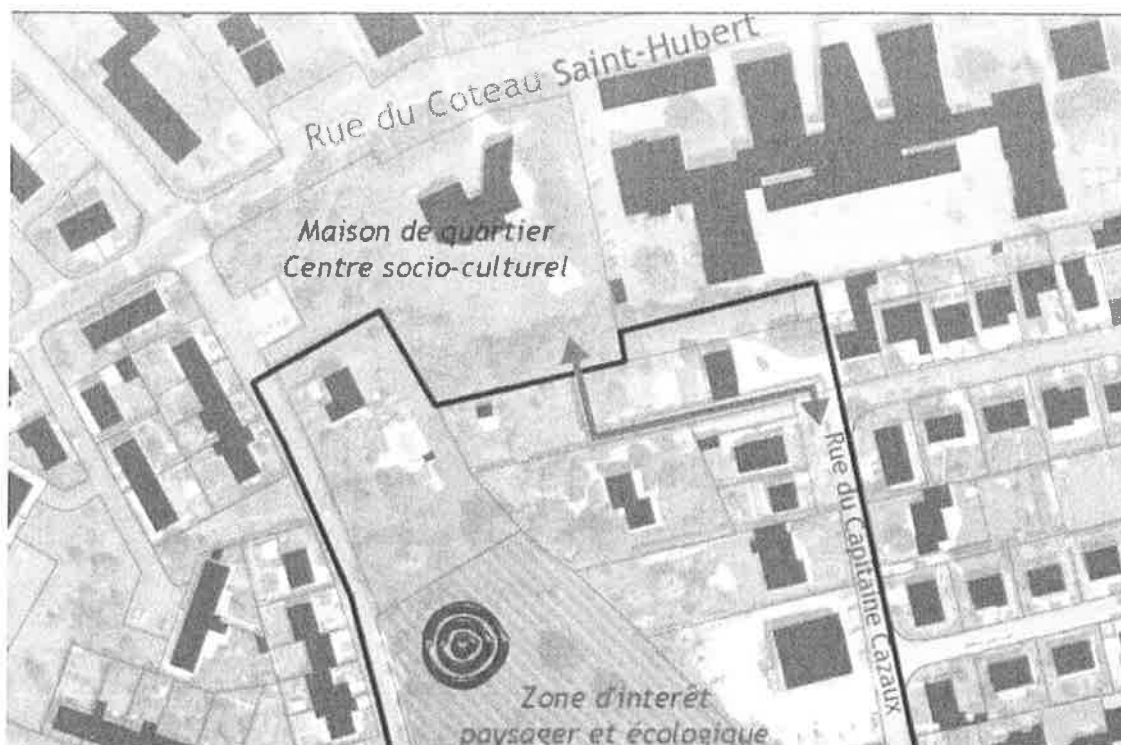 Rue du Coteau Saint-Hubert
Maison de quartier
Centre socio-culturel
Rue du Capitaine Cazaux
Zone d'interêt
paysager et écologique